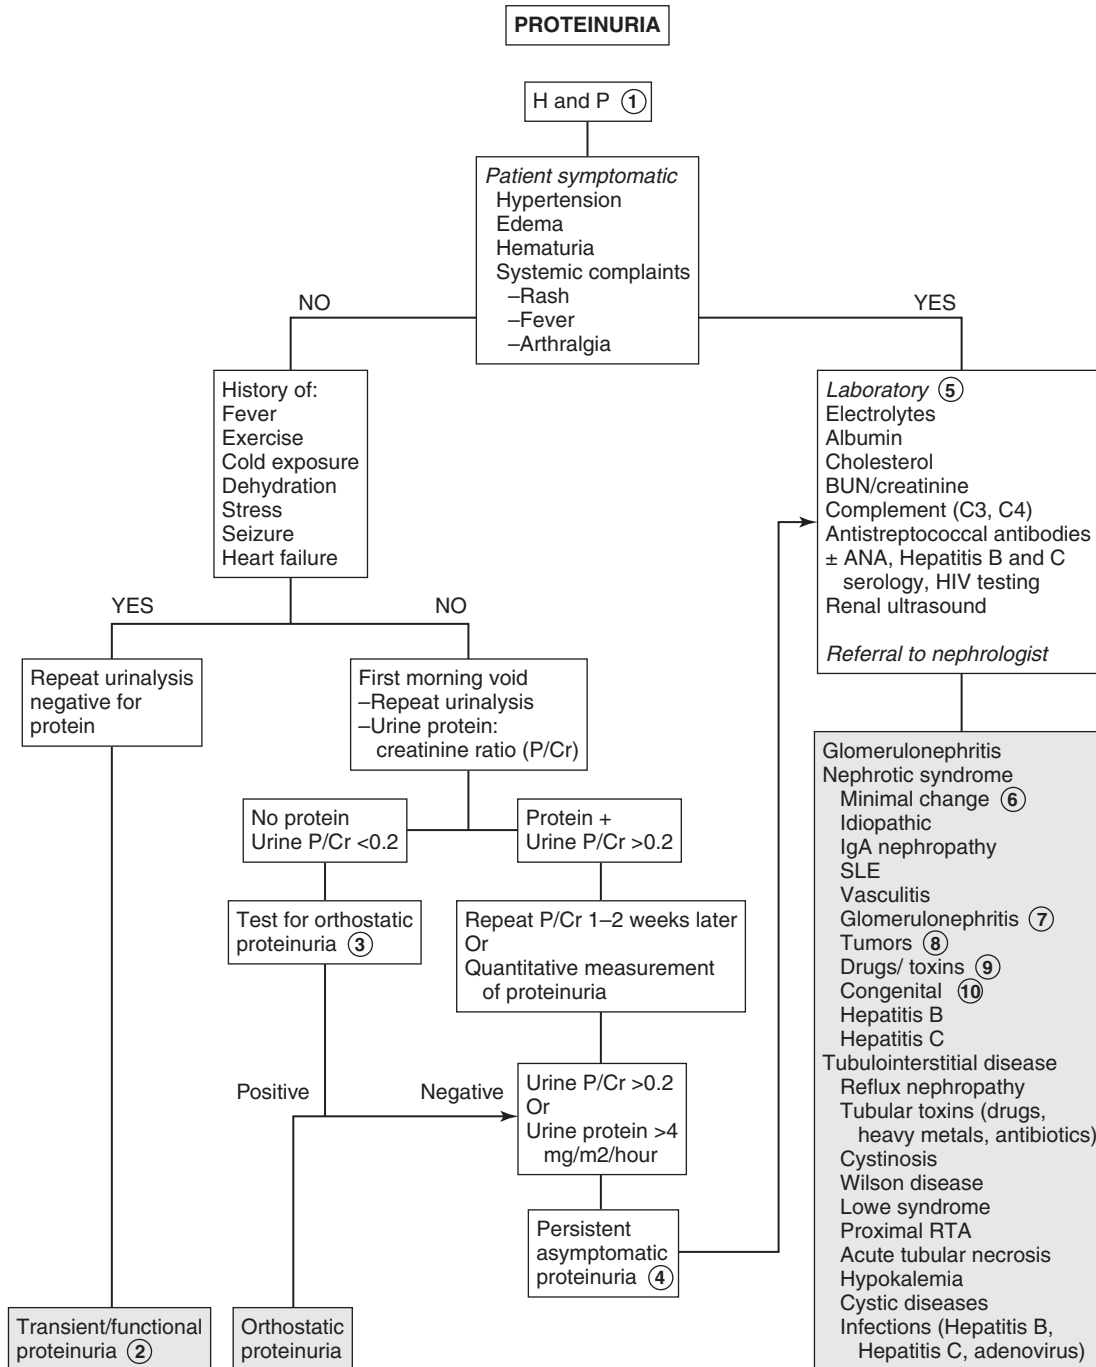 PROTEINURIA
H and P 1
Patient symptomatic
Hypertension
Edema
Hematuria
Systemic complaints
–Rash
–Fever
–Arthralgia
NO
YES
History of:
Fever
Exercise
Cold exposure
Dehydration
Stress
Seizure
Heart failure
Laboratory 5
Electrolytes
Albumin
Cholesterol
BUN/creatinine
Complement (C3, C4)
Antistreptococcal antibodies
± ANA, Hepatitis B and C
serology, HIV testing
Renal ultrasound
Referral to nephrologist
YES
NO
Repeat urinalysis
negative for
protein
First morning void
–Repeat urinalysis
–Urine protein:
creatinine ratio (P/Cr)
No protein
Urine P/Cr <0.2
Protein +
Urine P/Cr >0.2
Test for orthostatic
proteinuria 3
Repeat P/Cr 1–2 weeks later
Or
Quantitative measurement
of proteinuria
Positive
Negative
Urine P/Cr >0.2
Or
Urine protein >4
mg/m2/hour
Persistent
asymptomatic
proteinuria 4
Transient/functional
proteinuria 2
Orthostatic
proteinuria
Glomerulonephritis
Nephrotic syndrome
Minimal change 6
Idiopathic
IgA nephropathy
SLE
Vasculitis
Glomerulonephritis 7
Tumors 8
Drugs/ toxins 9
Congenital 10
Hepatitis B
Hepatitis C
Tubulointerstitial disease
Reflux nephropathy
Tubular toxins (drugs,
heavy metals, antibiotics)
Cystinosis
Wilson disease
Lowe syndrome
Proximal RTA
Acute tubular necrosis
Hypokalemia
Cystic diseases
Infections (Hepatitis B,
Hepatitis C, adenovirus)